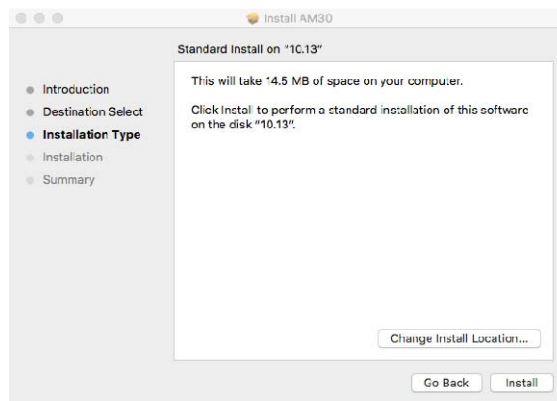 Install AM30
Standard Install on "10.13"
Introduction
Destination Select
Installation Type
Installation
Summary
This will take 14.5 MB of space on your computer.
Click Install to perform a standard installation of this software
on the disk "10.13".
Change Install Location...
Go Back
Install